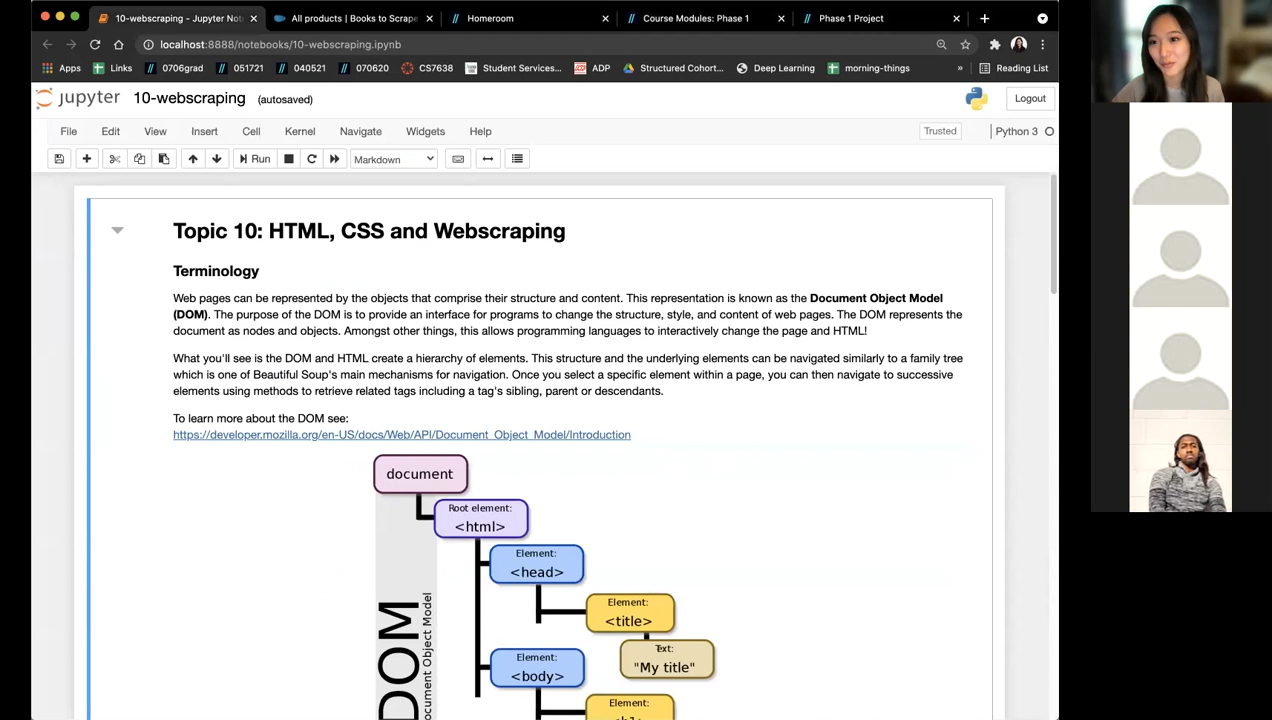 10-webscraping - Jupyter Not
All products | Books to Scrape
Homeroom
Course Modules: Phase 1
Phase 1 Project
localhost:8888/notebooks/10-webscraping.ipynb
Apps
Links
0706grad
051721
040521
070620
CS7638
Student Services...
ADP
Structured Cohort...
Deep Learning
morning-things
»
Reading List
jupyter
10-webscraping
(autosaved)
Logout
File
Edit
View
Insert
Cell
Kernel
Navigate
Widgets
Help
Trusted
Python 3
Run
Markdown
Topic 10: HTML, CSS and Webscraping
Terminology
Web pages can be represented by the objects that comprise their structure and content. This representation is known as the Document Object Model
(DOM). The purpose of the DOM is to provide an interface for programs to change the structure, style, and content of web pages. The DOM represents the
document as nodes and objects. Amongst other things, this allows programming languages to interactively change the page and HTML!
What you'll see is the DOM and HTML create a hierarchy of elements. This structure and the underlying elements can be navigated similarly to a family tree
which is one of Beautiful Soup's main mechanisms for navigation. Once you select a specific element within a page, you can then navigate to successive
elements using methods to retrieve related tags including a tag's sibling, parent or descendants.
To learn more about the DOM see:
https://developer.mozilla.org/en-US/docs/Web/API/Document_Object_Model/Introduction
document
Root element:
<html>
Element:
<head>
Element:
<title>
Text:
"My title"
Element:
<body>
Element:
DOM
Document Object Model